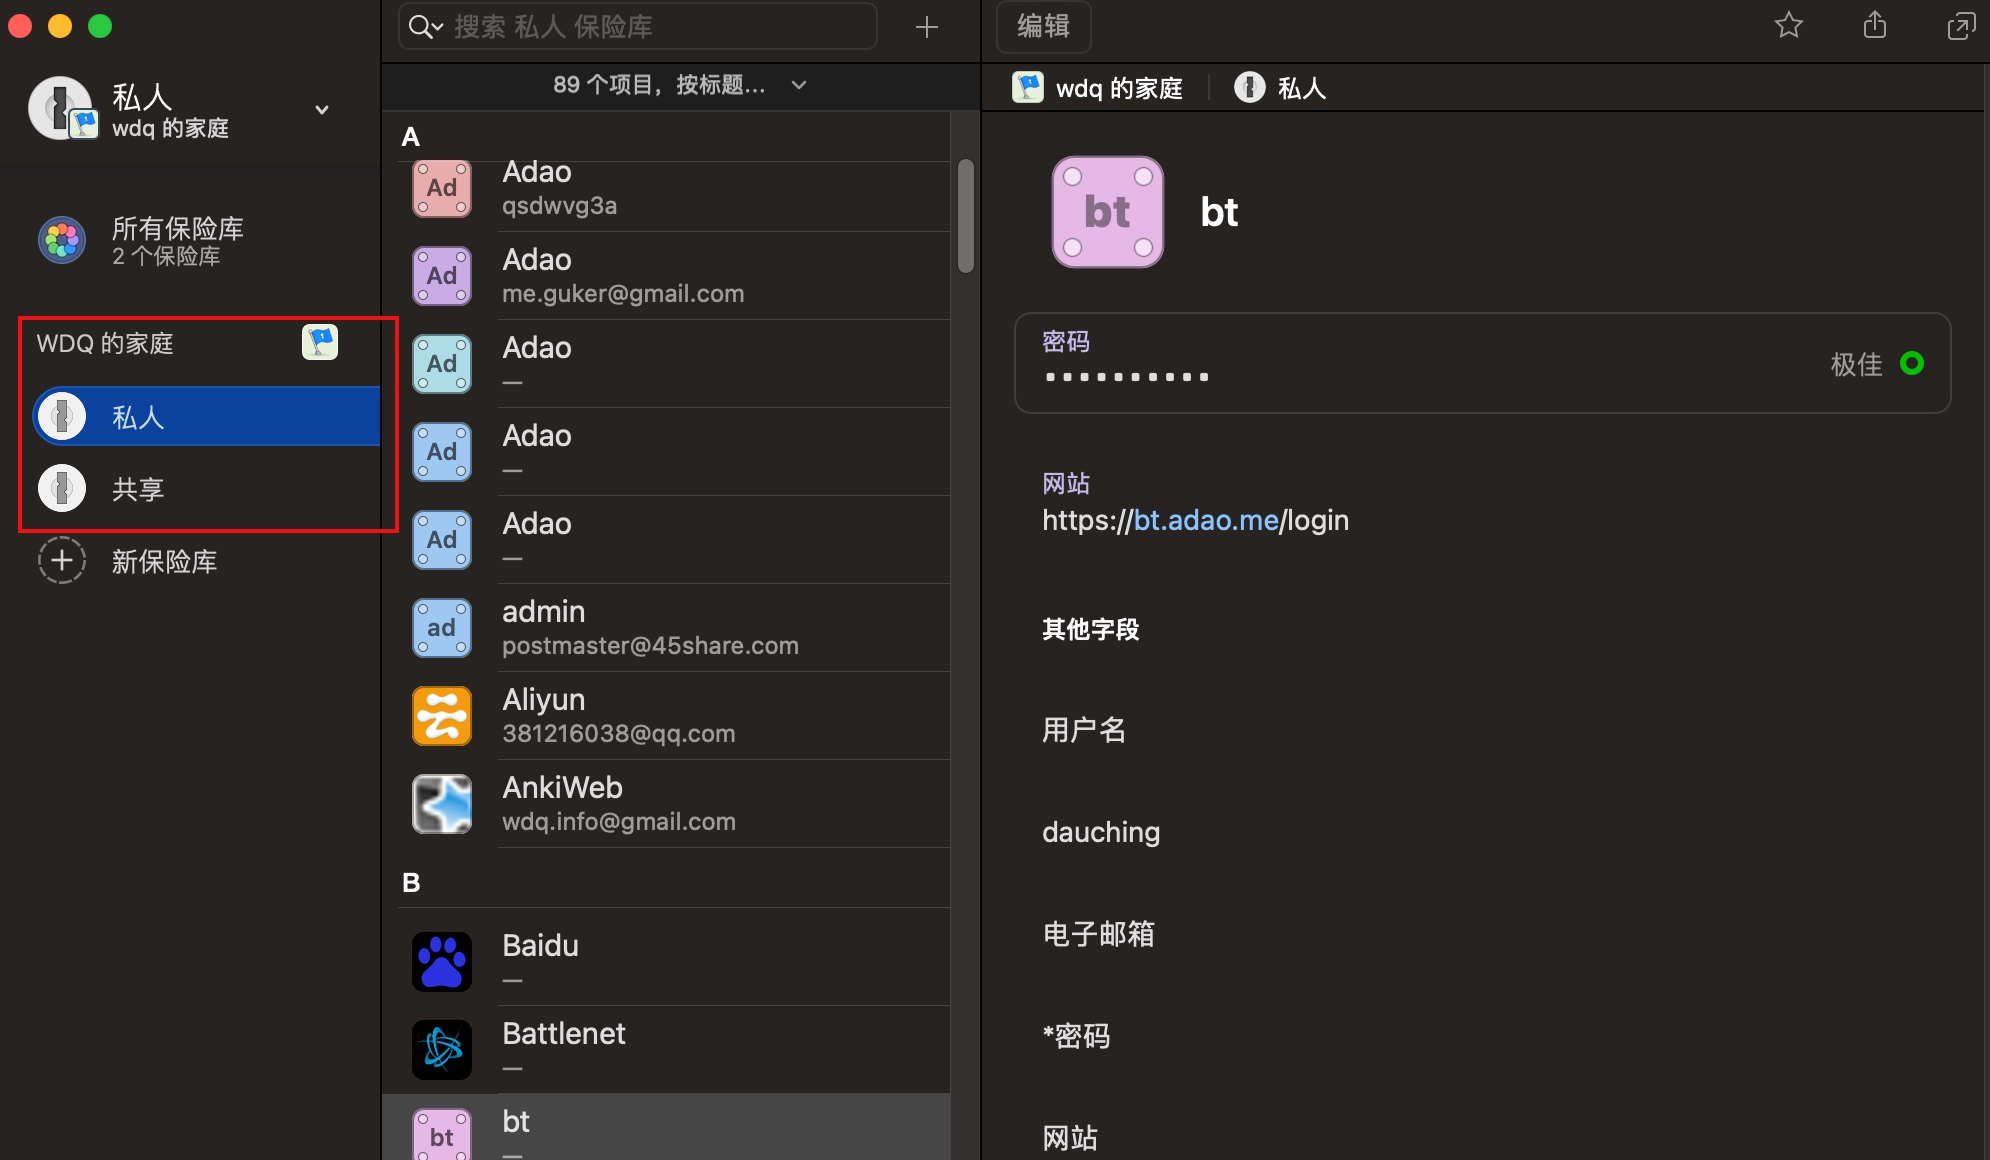 私人
wdq 的家庭
所有保险库
2 个保险库
WDQ 的家庭
私人
共享
新保险库
搜索 私人 保险库
89 个项目，按标题...
A
Ad
Adao
qsdwvg3a
Ad
Adao
me.guker@gmail.com
Ad
Adao
—
Ad
Adao
—
Ad
Adao
—
ad
admin
postmaster@45share.com
Aliyun
381216038@qq.com
AnkiWeb
wdq.info@gmail.com
B
Baidu
—
Battlenet
—
bt
bt
—
编辑
wdq 的家庭
私人
bt
bt
密码
••••••••••
极佳
网站
https://bt.adao.me/login
其他字段
用户名
dauching
电子邮箱
*密码
网站